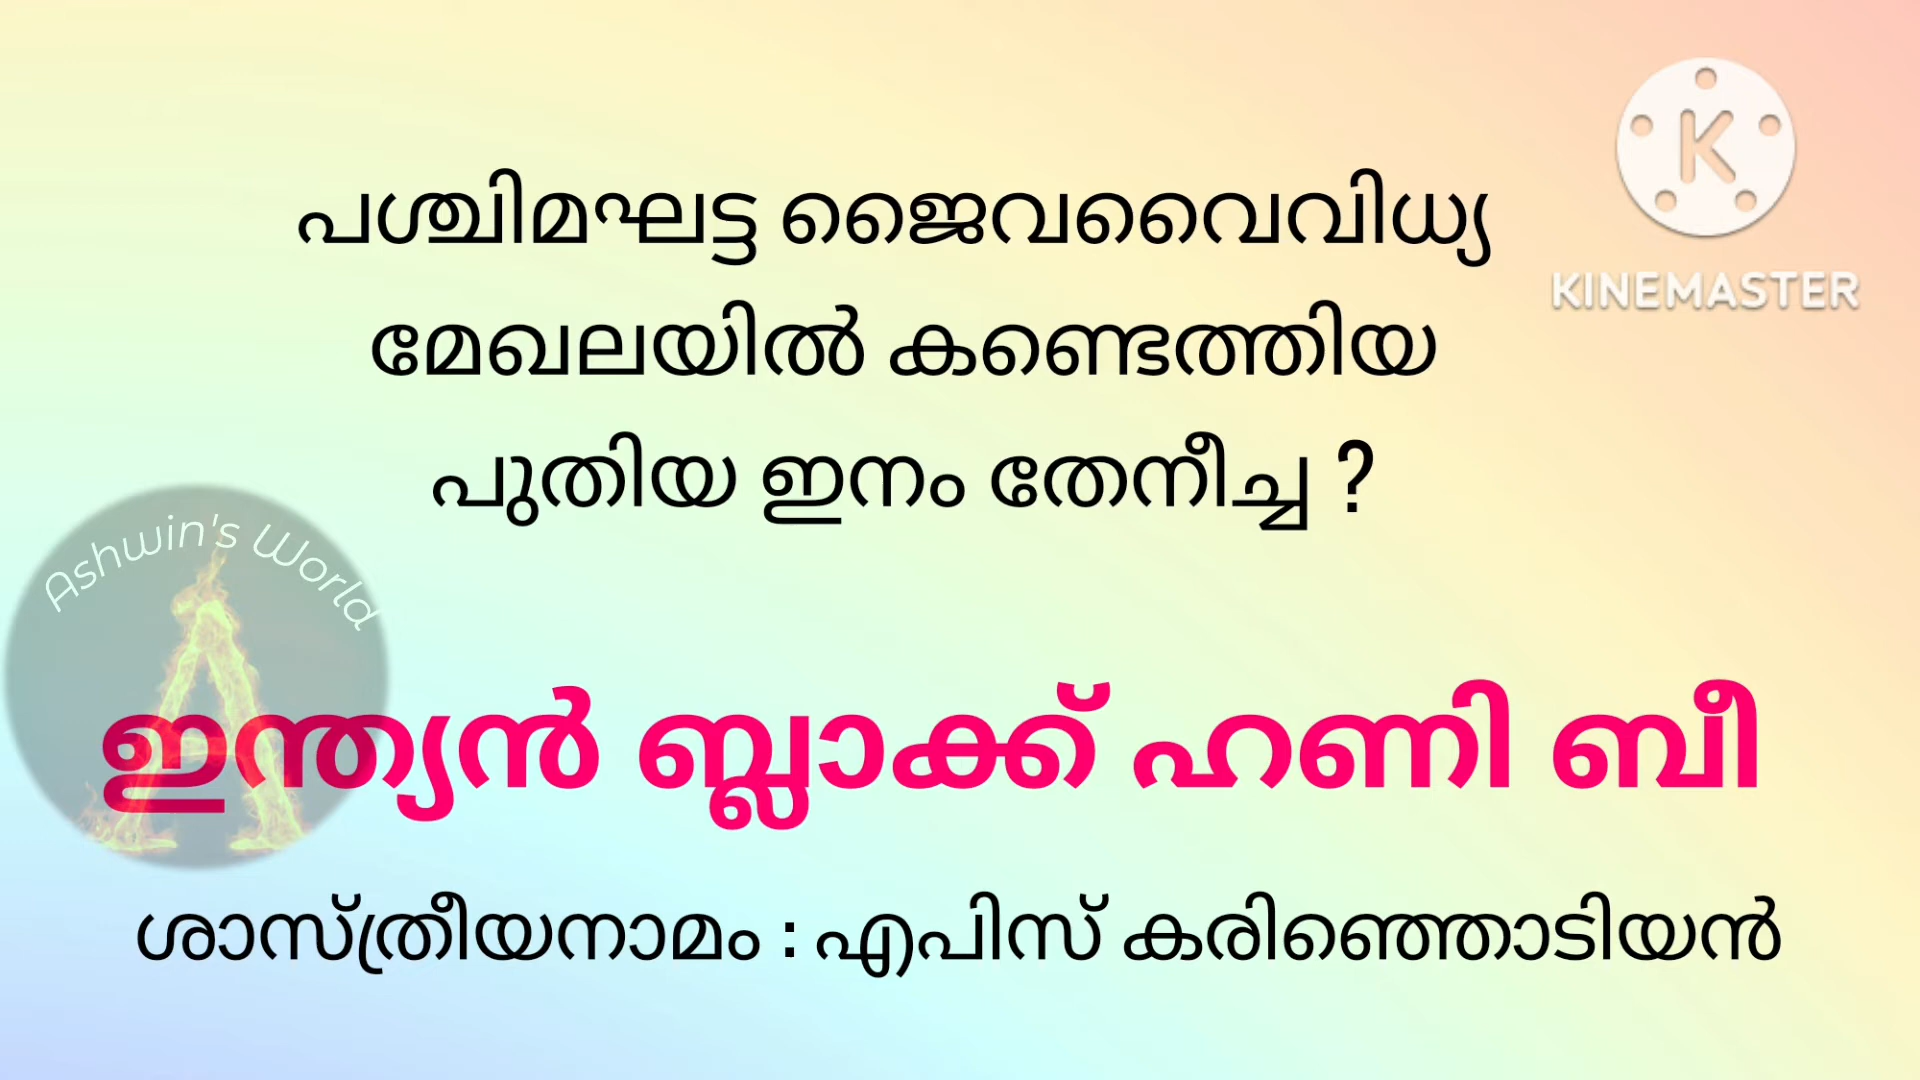 പശ്ചിമഘട്ട ജൈവവൈവിധ്യ
മേഖലയിൽ കണ്ടെത്തിയ
പുതിയ ഇനം തേനീച്ച ?
ഇന്ത്യൻ ബ്ലാക്ക് ഹണി ബീ
ശാസ്ത്രീയനാമം : എപിസ് കരിഞ്ഞൊടിയൻ
K
KINEMASTER
Ashwin's World